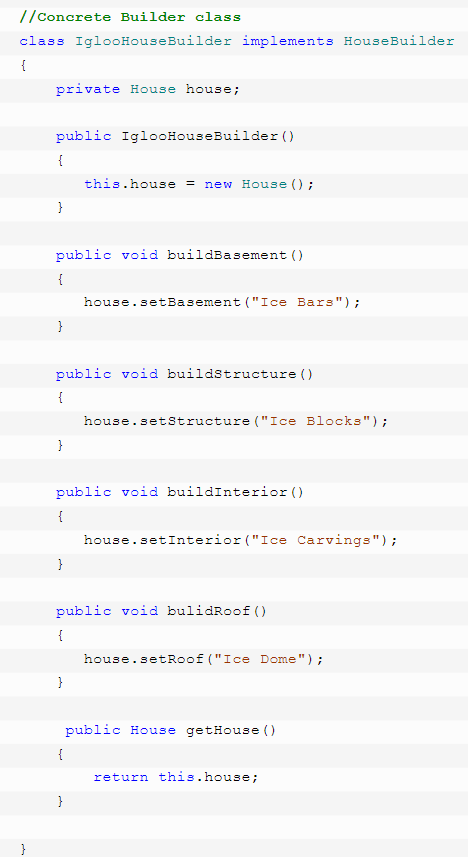 //Concrete Builder class
class IglooHouseBuilder implements HouseBuilder
{
    private House house;
    public IglooHouseBuilder()
    {
       this.house = new House();
    }
    public void buildBasement()
    {
       house.setBasement("Ice Bars");
    }
    public void buildStructure()
    {
       house.setStructure("Ice Blocks");
    }
    public void buildInterior()
    {
       house.setInterior("Ice Carvings");
    }
    public void bulidRoof()
    {
       house.setRoof("Ice Dome");
    }
     public House getHouse()
    {
        return this.house;
    }
}